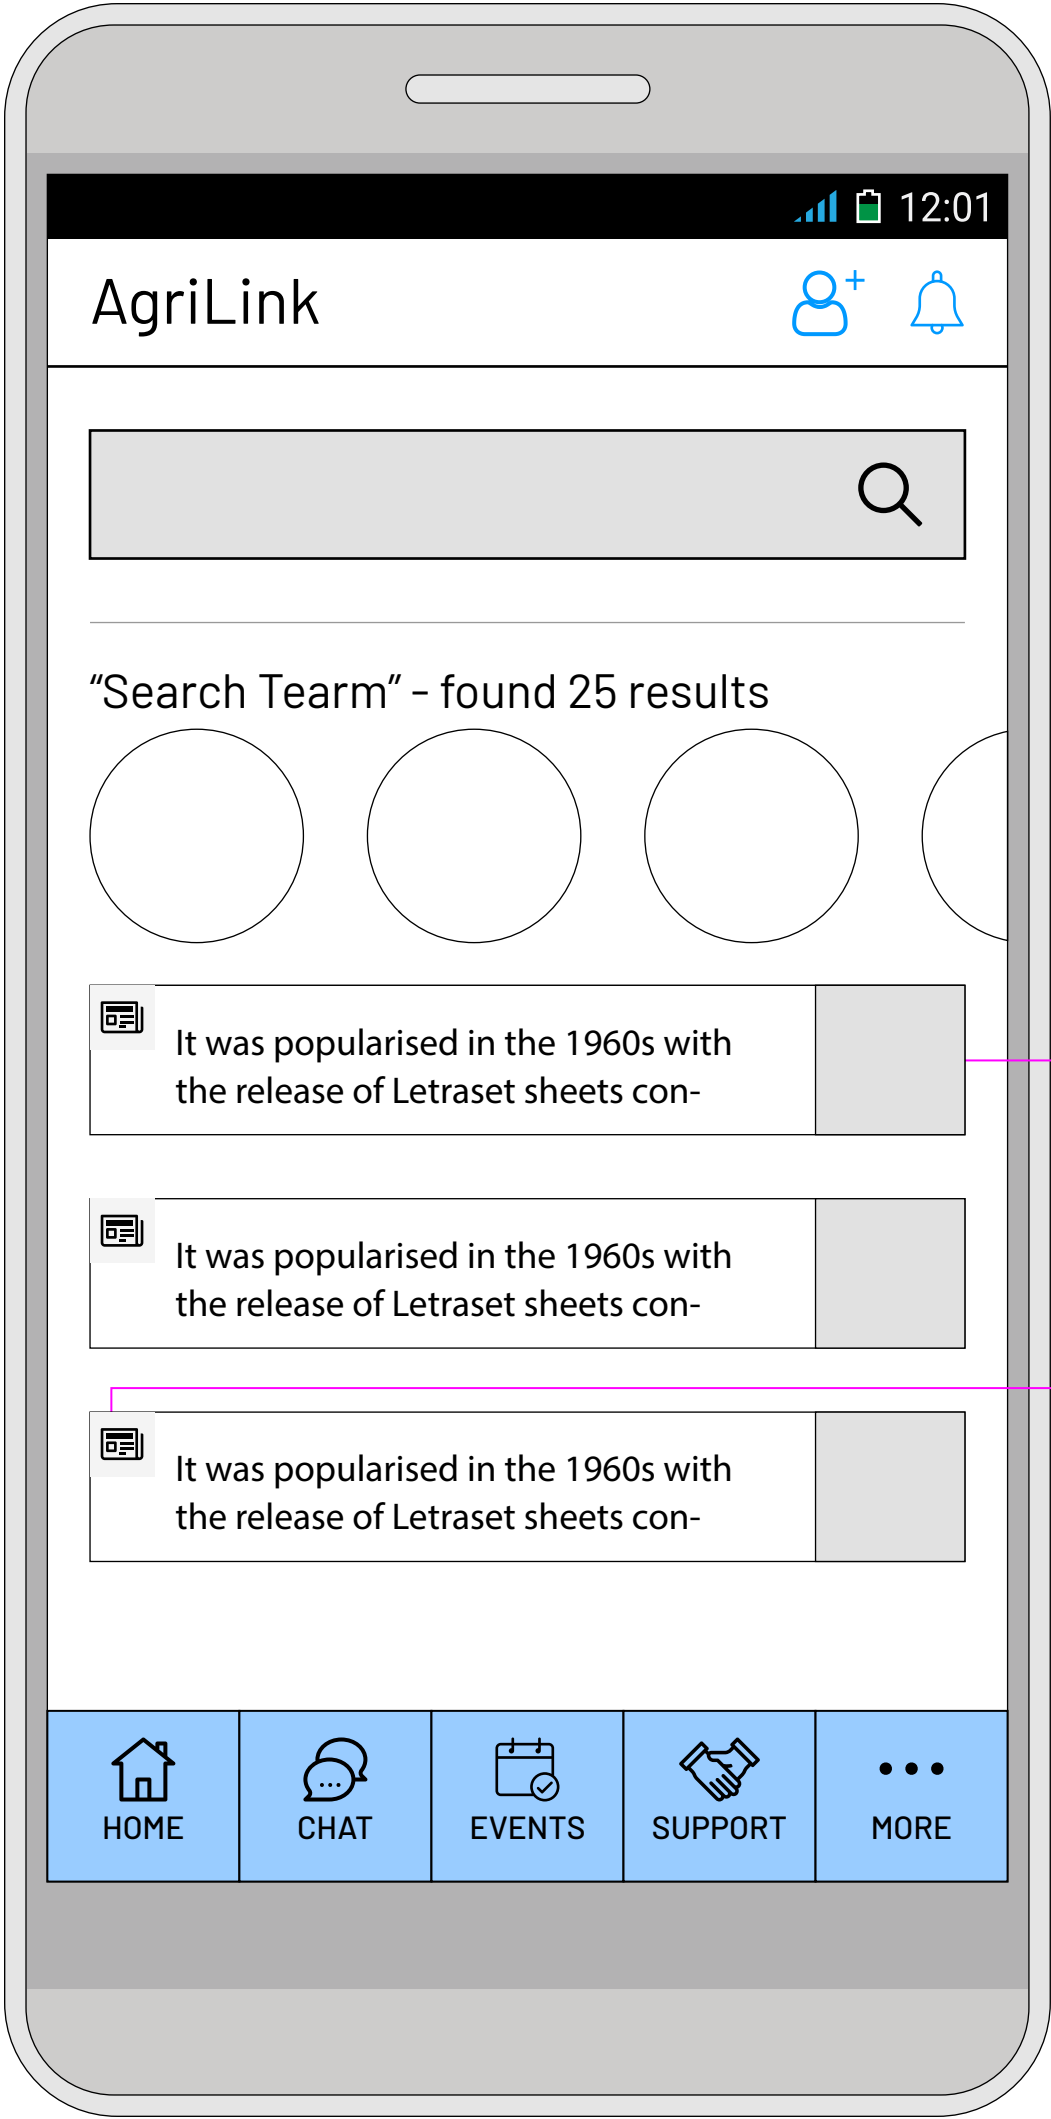 12:01
AgriLink
“Search Tearm” - found 25 results
It was popularised in the 1960s with
the release of Letraset sheets con-
It was popularised in the 1960s with
the release of Letraset sheets con-
It was popularised in the 1960s with
the release of Letraset sheets con-
HOME CHAT EVENTS SUPPORT MORE